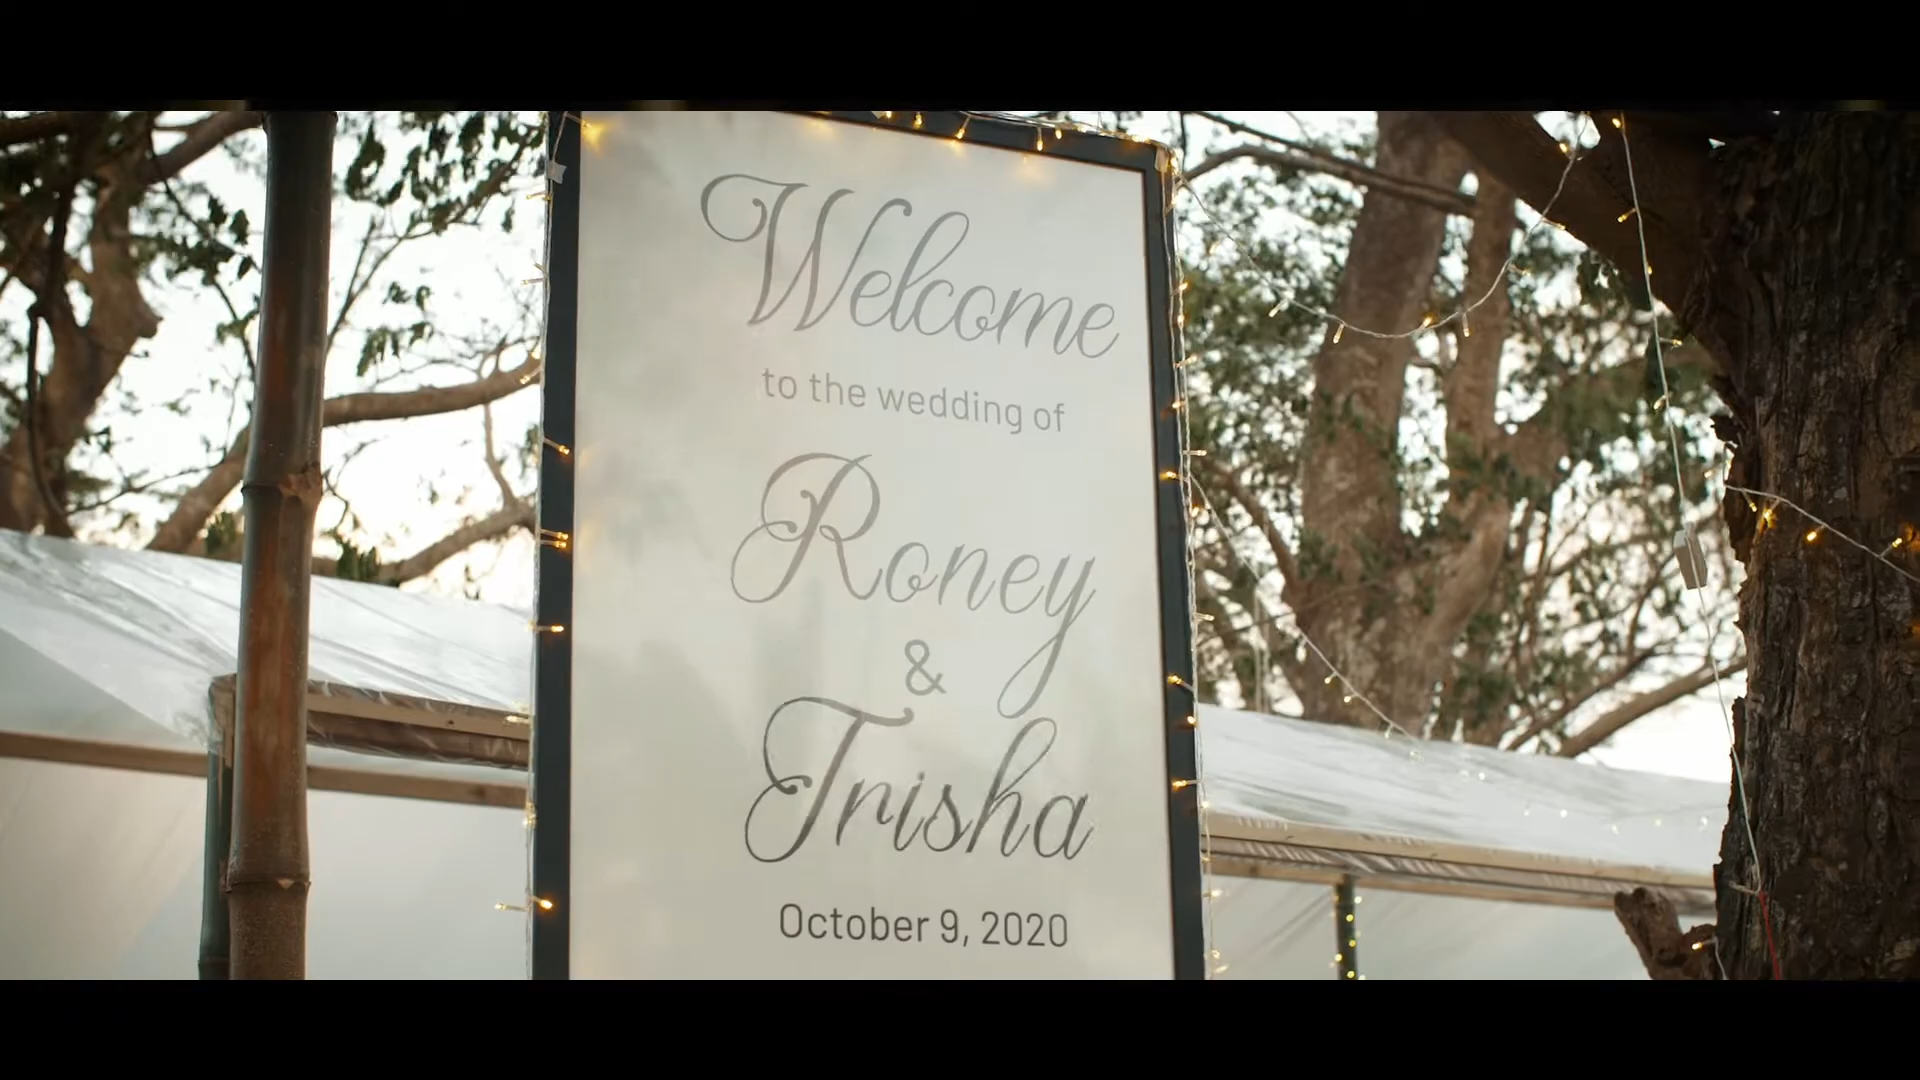 Welcome
to the wedding of
Roney
&
Trisha
October 9, 2020